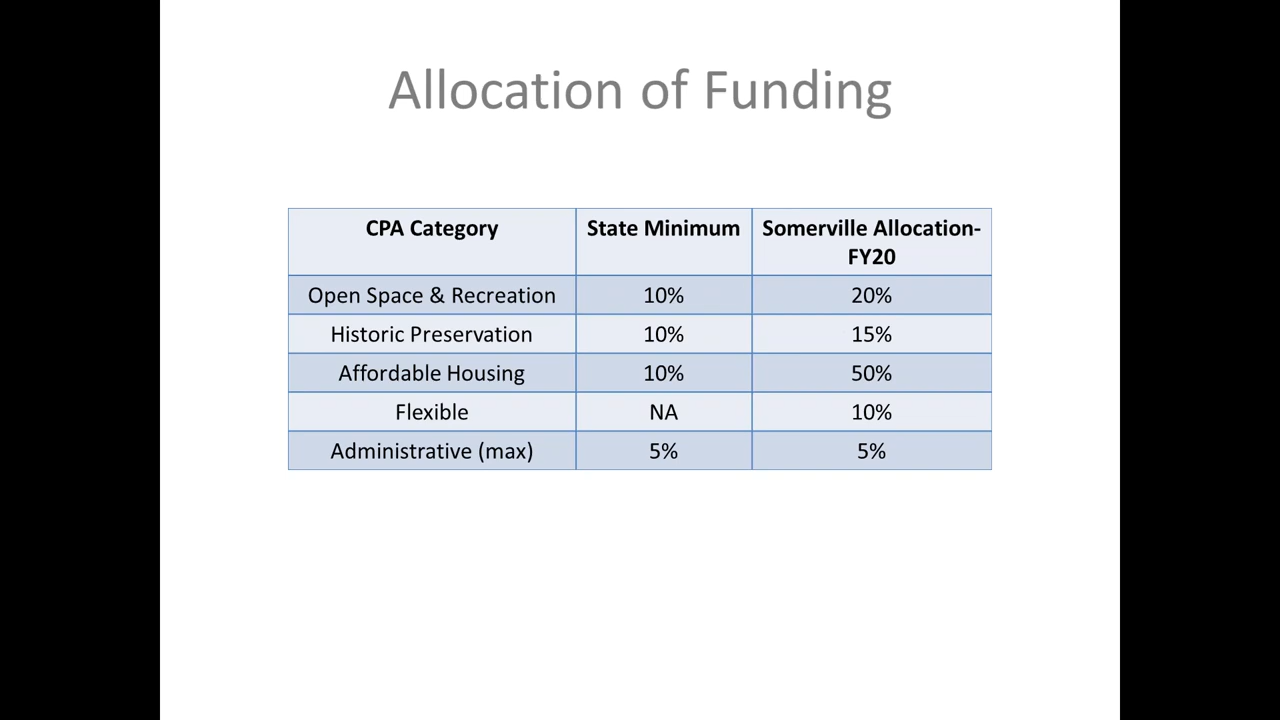 Allocation of Funding
CPA Category State Minimum Somerville Allocation-
FY20
Open Space & Recreation 10% 20%
Historic Preservation 10% 15%
Affordable Housing 10% 50%
Flexible NA 10%
Administrative (max) 5% 5%